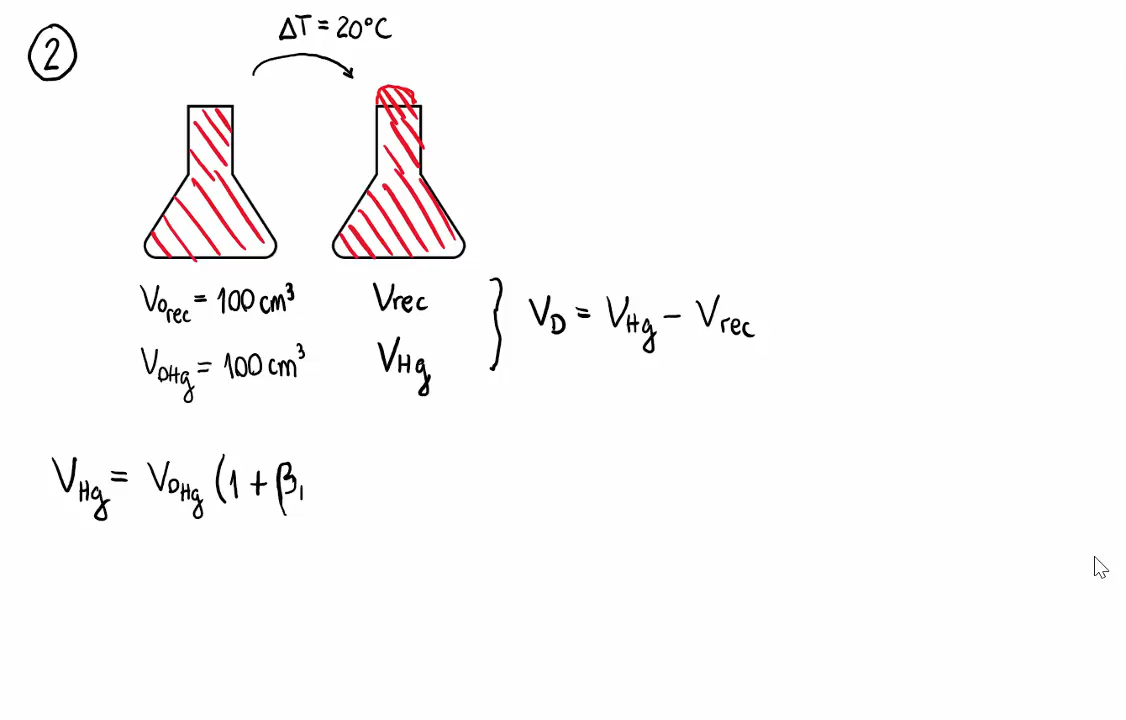 2
ΔT = 20°C
V₀rec = 100 cm³ Vrec
V₀Hg = 100 cm³ VHg
VD = VHg − Vrec
VHg = V₀Hg (1 + β₁